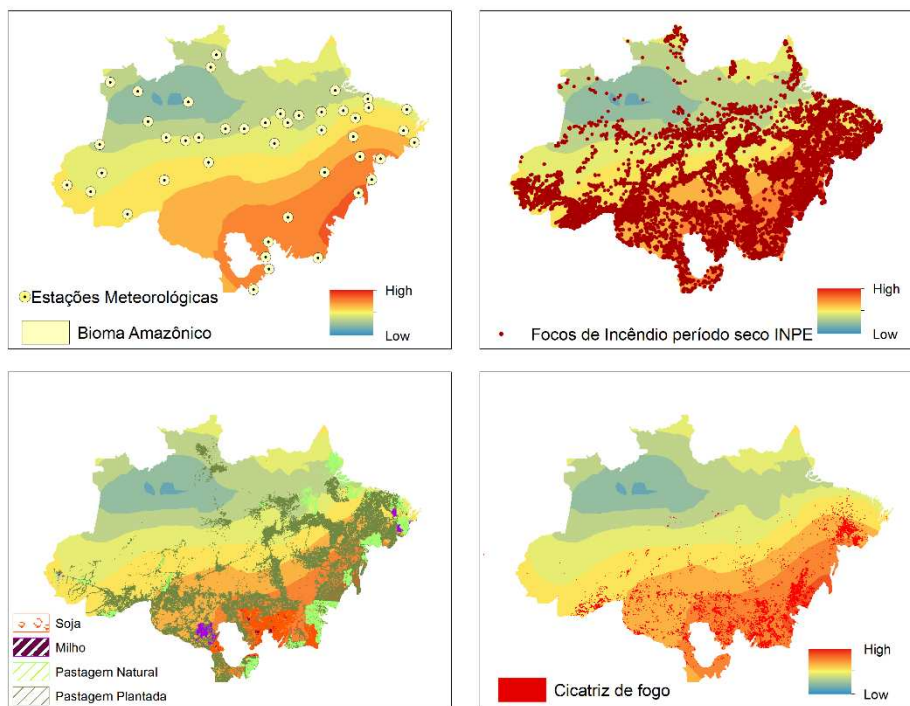 Estações Meteorológicas
Bioma Amazônico
High
Low
Focos de Incêndio período seco INPE
High
Low
Soja
Milho
Pastagem Natural
Pastagem Plantada
Cicatriz de fogo
High
Low